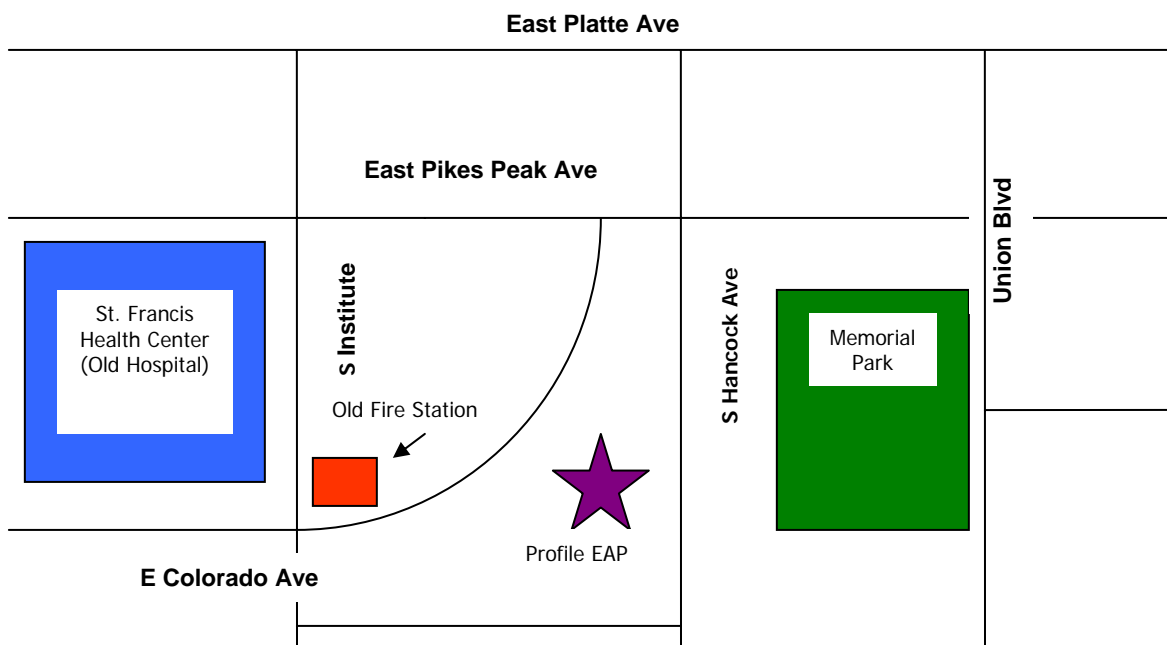 East Platte Ave
East Pikes Peak Ave
Union Blvd
S Institute
S Hancock Ave
St. Francis
Health Center
(Old Hospital)
Memorial
Park
Old Fire Station
Profile EAP
E Colorado Ave